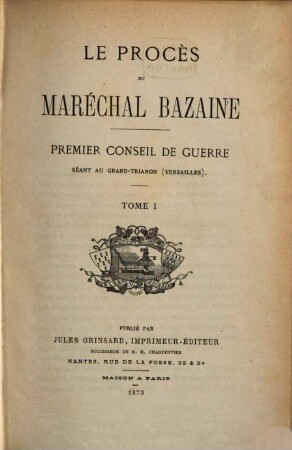 LE PROCÈS
DU
MARÉCHAL BAZAINE
PREMIER CONSEIL DE GUERRE
SÉANT AU GRAND-TRIANON (VERSAILLES).
TOME I
PUBLIÉ PAR
JULES GRINSARD, IMPRIMEUR-ÉDITEUR
SUCCESSEUR DE M. H. CHARPENTIER
NANTES, RUE DE LA FOSSE, 32 & 34
MAISON A PARIS
1873